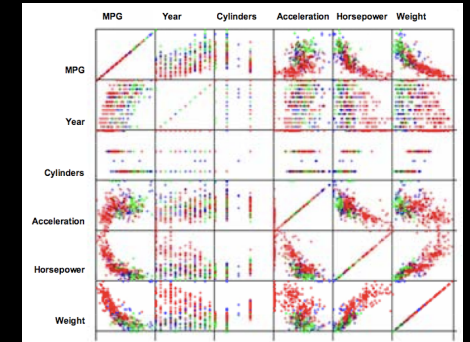 MPG Year Cylinders Acceleration Horsepower Weight
MPG
Year
Cylinders
Acceleration
Horsepower
Weight